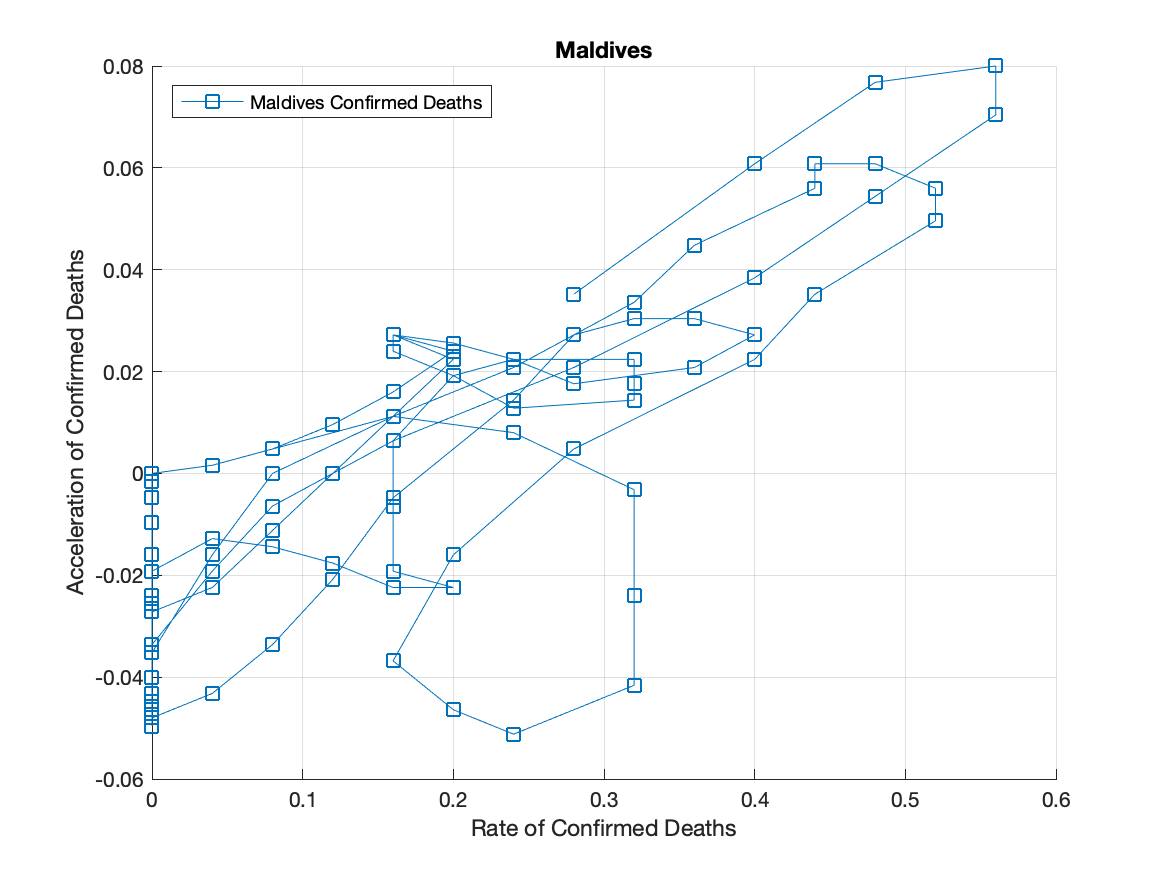 Maldives
Maldives Confirmed Deaths
Acceleration of Confirmed Deaths
0.08
0.06
0.04
0.02
0
-0.02
-0.04
-0.06
0 0.1 0.2 0.3 0.4 0.5 0.6
Rate of Confirmed Deaths